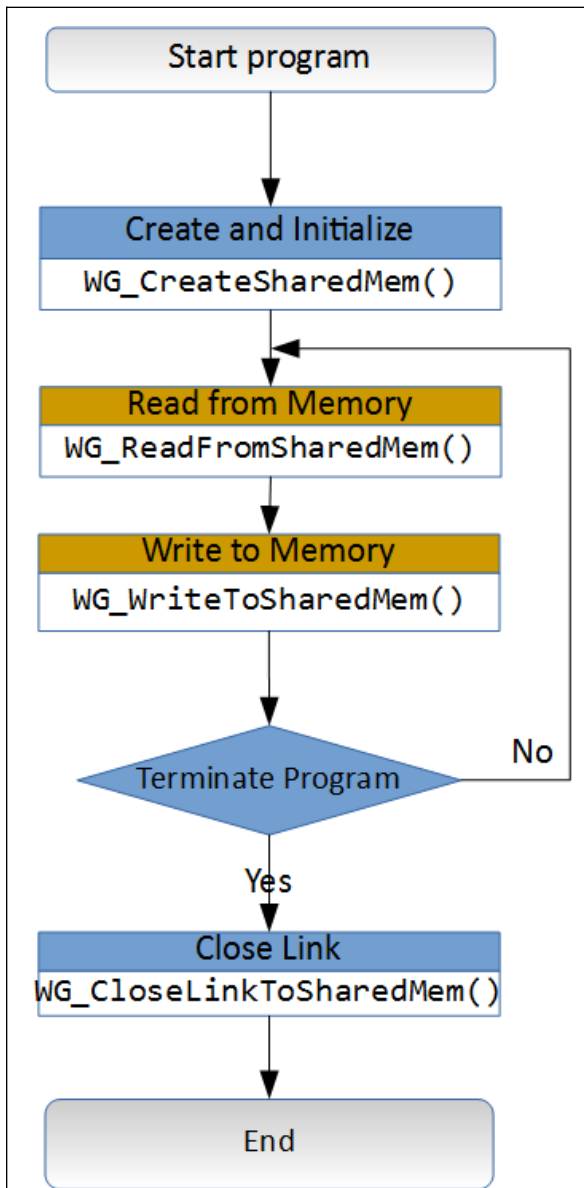 Start program
Create and Initialize
WG_CreateSharedMem()
Read from Memory
WG_ReadFromSharedMem()
Write to Memory
WG_WriteToSharedMem()
Terminate Program
No
Yes
Close Link
WG_CloseLinkToSharedMem()
End